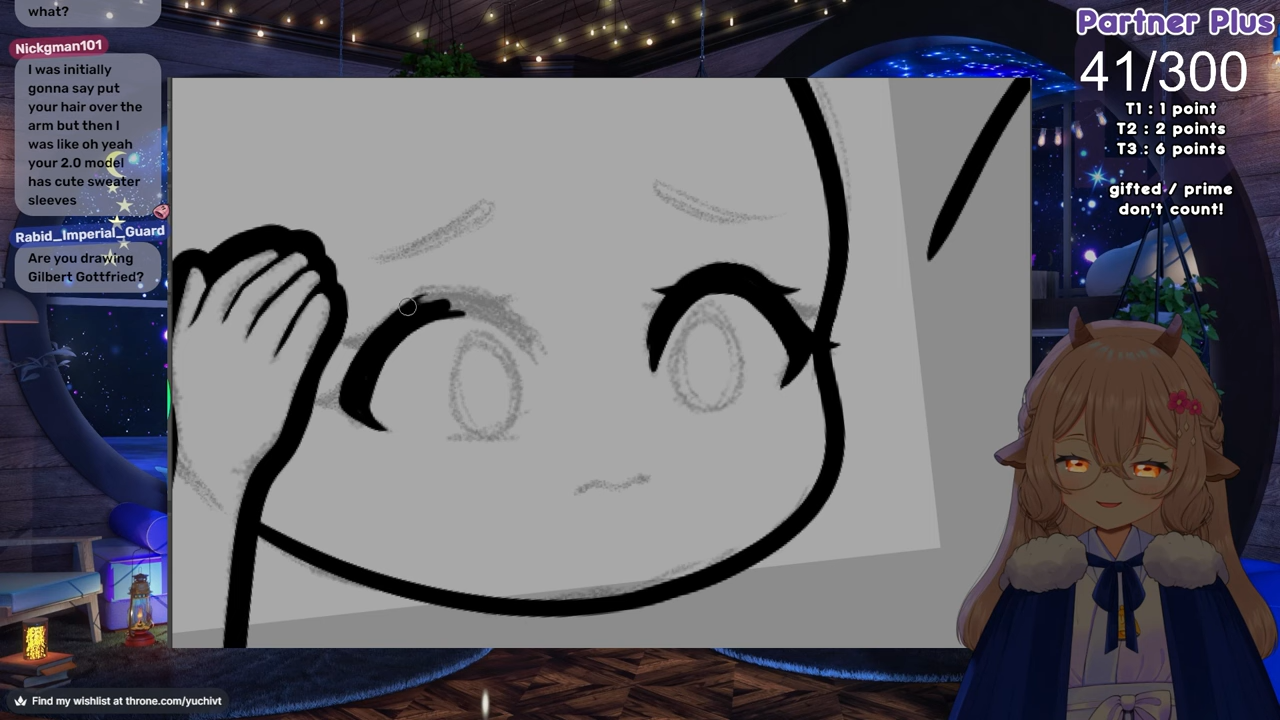 what?
Nickgman101
I was initially
gonna say put
your hair over the
arm but then I
was like oh yeah
your 2.0 model
has cute sweater
sleeves
Rabid_Imperial_Guard
Are you drawing
Gilbert Gottfried?
Find my wishlist at throne.com/yuchivt
Partner Plus
41/300
T1 : 1 point
T2 : 2 points
T3 : 6 points
gifted / prime
don't count!